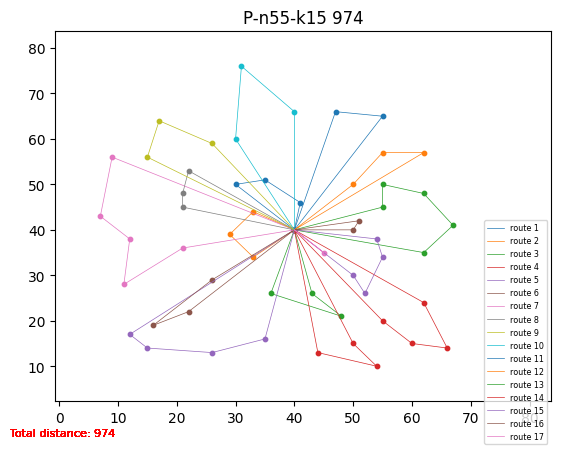 P-n55-k15 974
80
70
60
50
40
30
20
10
0
10
20
30
40
50
60
70
80
route 1
route 2
route 3
route 4
route 5
route 6
route 7
route 8
route 9
route 10
route 11
route 12
route 13
route 14
route 15
route 16
route 17
Total distance: 974